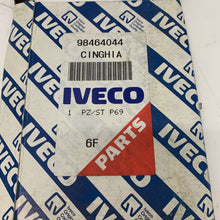 98464044
CINGHIA
IVECO
1 PZ/ST P69
6F
PARTS